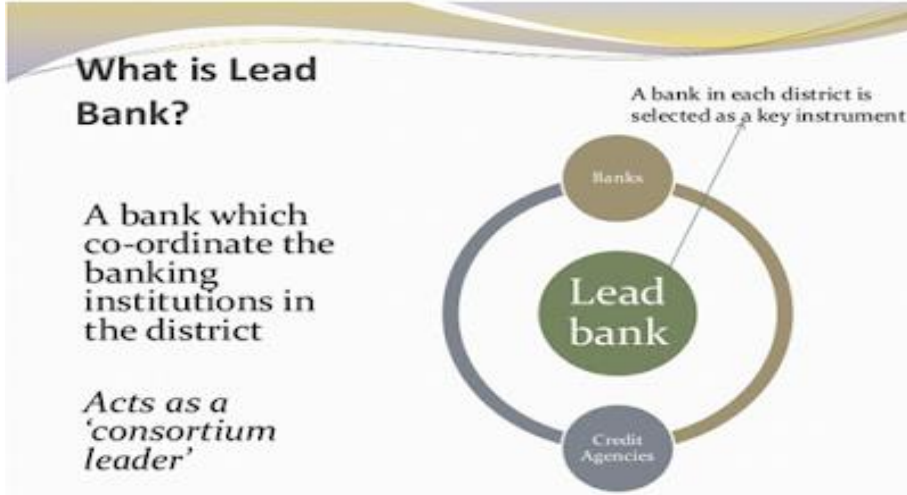 What is Lead
Bank?
A bank which
co-ordinate the
banking
institutions in
the district
Acts as a
‘consortium
leader’
A bank in each district is
selected as a key instrument
Banks
Lead
bank
Credit
Agencies